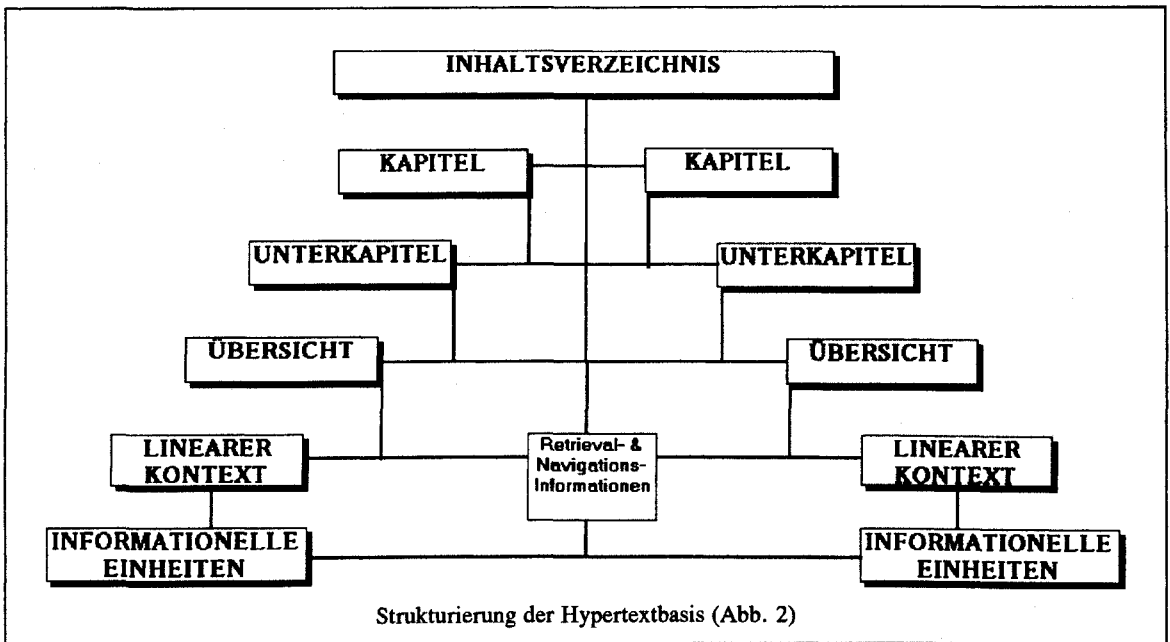 INHALTSVERZEICHNIS
KAPITEL
KAPITEL
UNTERKAPITEL
UNTERKAPITEL
ÜBERSICHT
ÜBERSICHT
LINEARER
KONTEXT
Retrieval- &
Navigations-
Informationen
LINEARER
KONTEXT
INFORMATIONELLE
EINHEITEN
INFORMATIONELLE
EINHEITEN
Strukturierung der Hypertextbasis (Abb. 2)